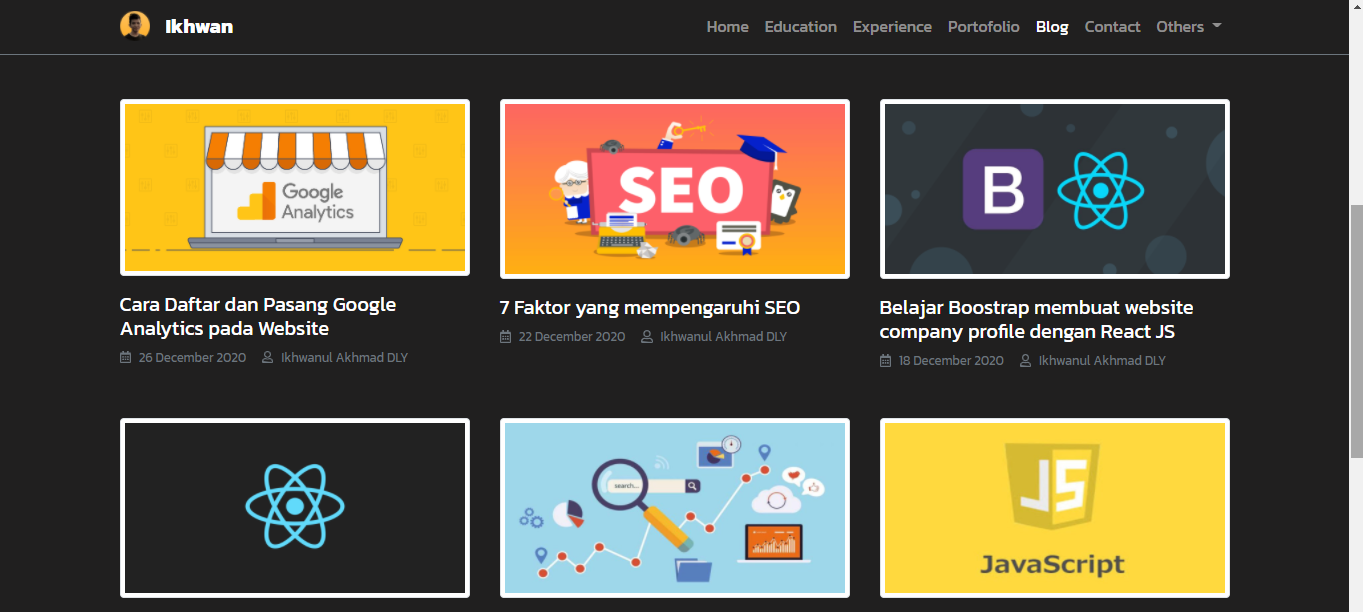 Ikhwan
Home Education Experience Portofolio Blog Contact Others
Google
Analytics
SEO
B
Cara Daftar dan Pasang Google
Analytics pada Website
26 December 2020 Ikhwanul Akhmad DLY
7 Faktor yang mempengaruhi SEO
22 December 2020 Ikhwanul Akhmad DLY
Belajar Boostrap membuat website
company profile dengan React JS
18 December 2020 Ikhwanul Akhmad DLY
search...
JS
JavaScript